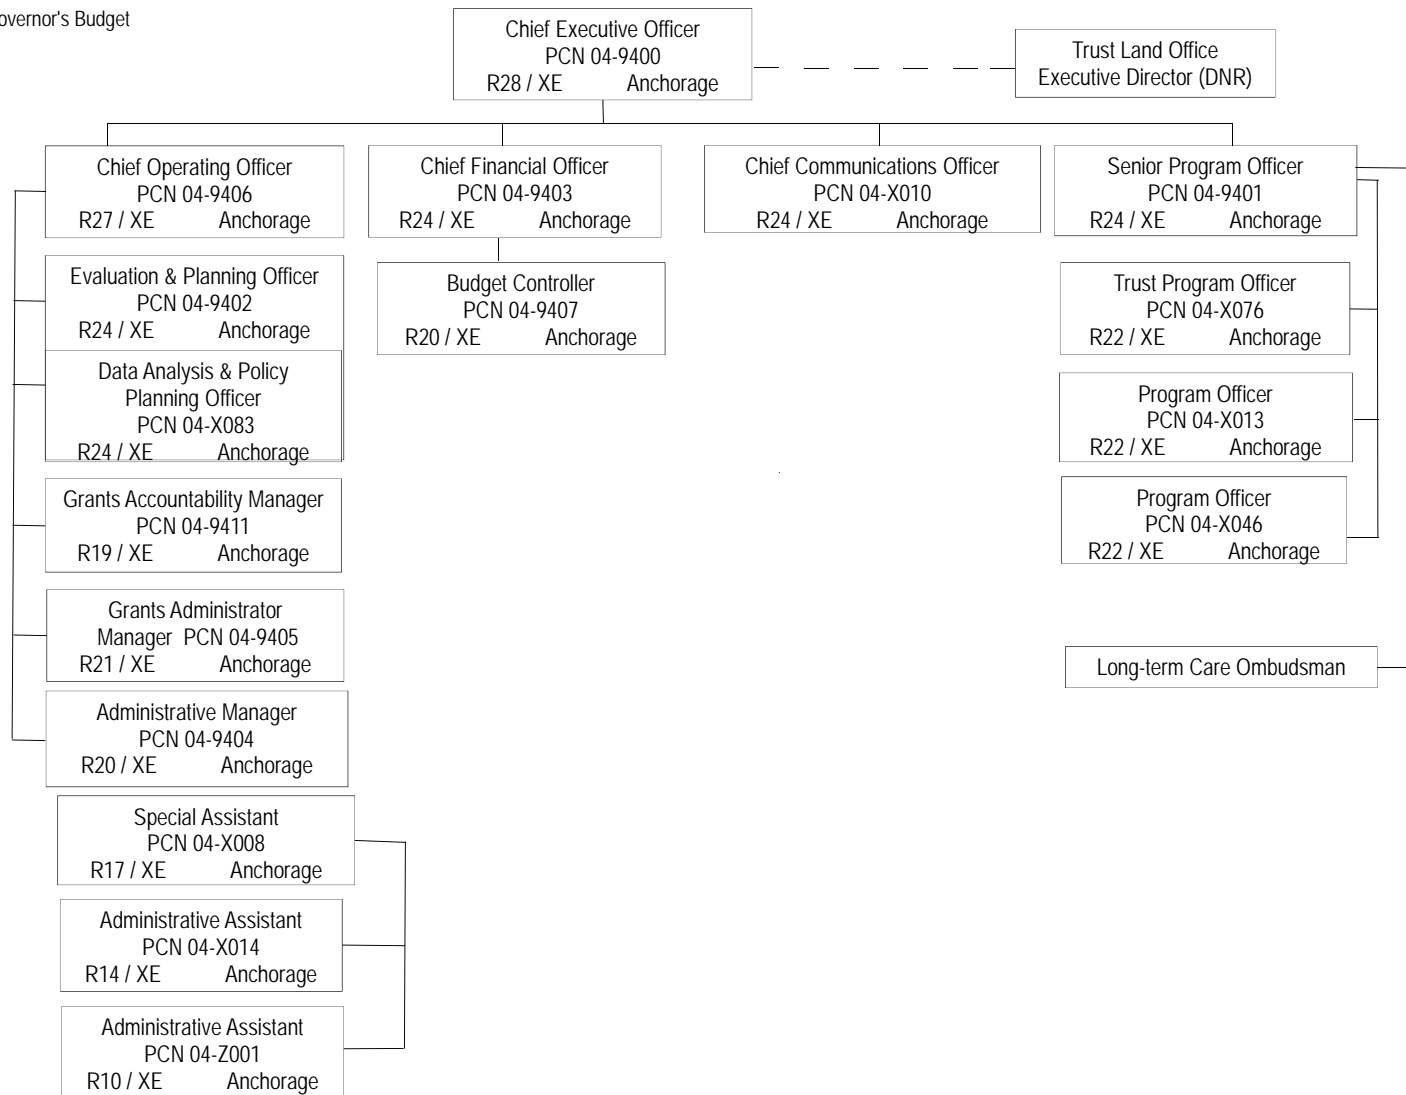 overnor's Budget
Chief Executive Officer
PCN 04-9400
R28 / XE Anchorage
Trust Land Office
Executive Director (DNR)
Chief Operating Officer
PCN 04-9406
R27 / XE Anchorage
Chief Financial Officer
PCN 04-9403
R24 / XE Anchorage
Chief Communications Officer
PCN 04-X010
R24 / XE Anchorage
Senior Program Officer
PCN 04-9401
R24 / XE Anchorage
Evaluation & Planning Officer
PCN 04-9402
R24 / XE Anchorage
Budget Controller
PCN 04-9407
R20 / XE Anchorage
Trust Program Officer
PCN 04-X076
R22 / XE Anchorage
Data Analysis & Policy
Planning Officer
PCN 04-X083
R24 / XE Anchorage
Program Officer
PCN 04-X013
R22 / XE Anchorage
Grants Accountability Manager
PCN 04-9411
R19 / XE Anchorage
Program Officer
PCN 04-X046
R22 / XE Anchorage
Grants Administrator
Manager PCN 04-9405
R21 / XE Anchorage
Long-term Care Ombudsman
Administrative Manager
PCN 04-9404
R20 / XE Anchorage
Special Assistant
PCN 04-X008
R17 / XE Anchorage
Administrative Assistant
PCN 04-X014
R14 / XE Anchorage
Administrative Assistant
PCN 04-Z001
R10 / XE Anchorage